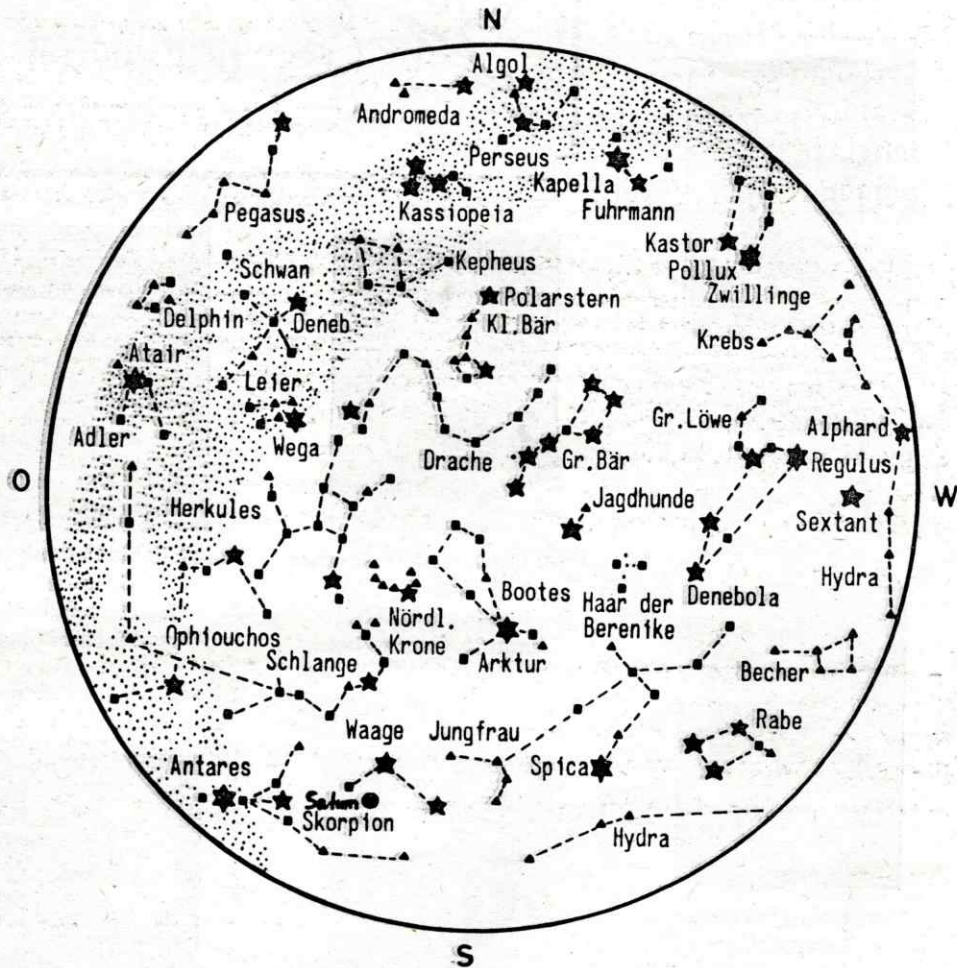 N
Algol
Andromeda
Perseus
Kapella
Fuhrmann
Kassiopeia
Pegasus
Kastor
Pollux
Zwillinge
Kepheus
Schwan
Polarstern
Kl.Bär
Delphin
Deneb
Krebs
Atair
Leier
Gr.Löwe
Alphard
Adler
Wega
Drache
Gr.Bär
Regulus
O
W
Herkules
Jagdhunde
Sextant
Hydra
Bootes
Haar der
Berenike
Denebola
Nördl.
Krone
Ophiouchos
Schlange
Arktur
Becher
Waage
Jungfrau
Rabe
Antares
Spica
Saturn
Skorpion
Hydra
S